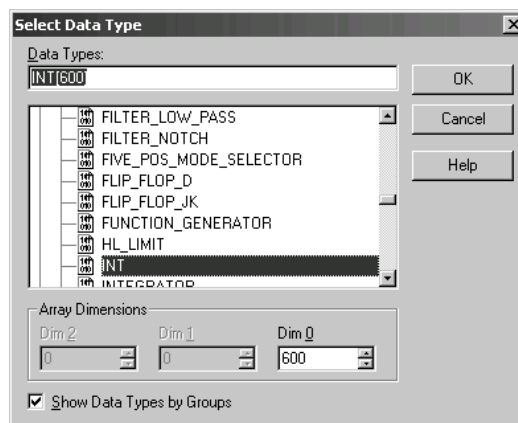 Select Data Type
Data Types:
INT[600]
OK
Cancel
Help
FILTER_LOW_PASS
FILTER_NOTCH
FIVE_POS_MODE_SELECTOR
FLIP_FLOP_D
FLIP_FLOP_JK
FUNCTION_GENERATOR
HL_LIMIT
INT
INTEGRATOR
Array Dimensions
Dim 2 Dim 1 Dim 0
0 0 600
Show Data Types by Groups